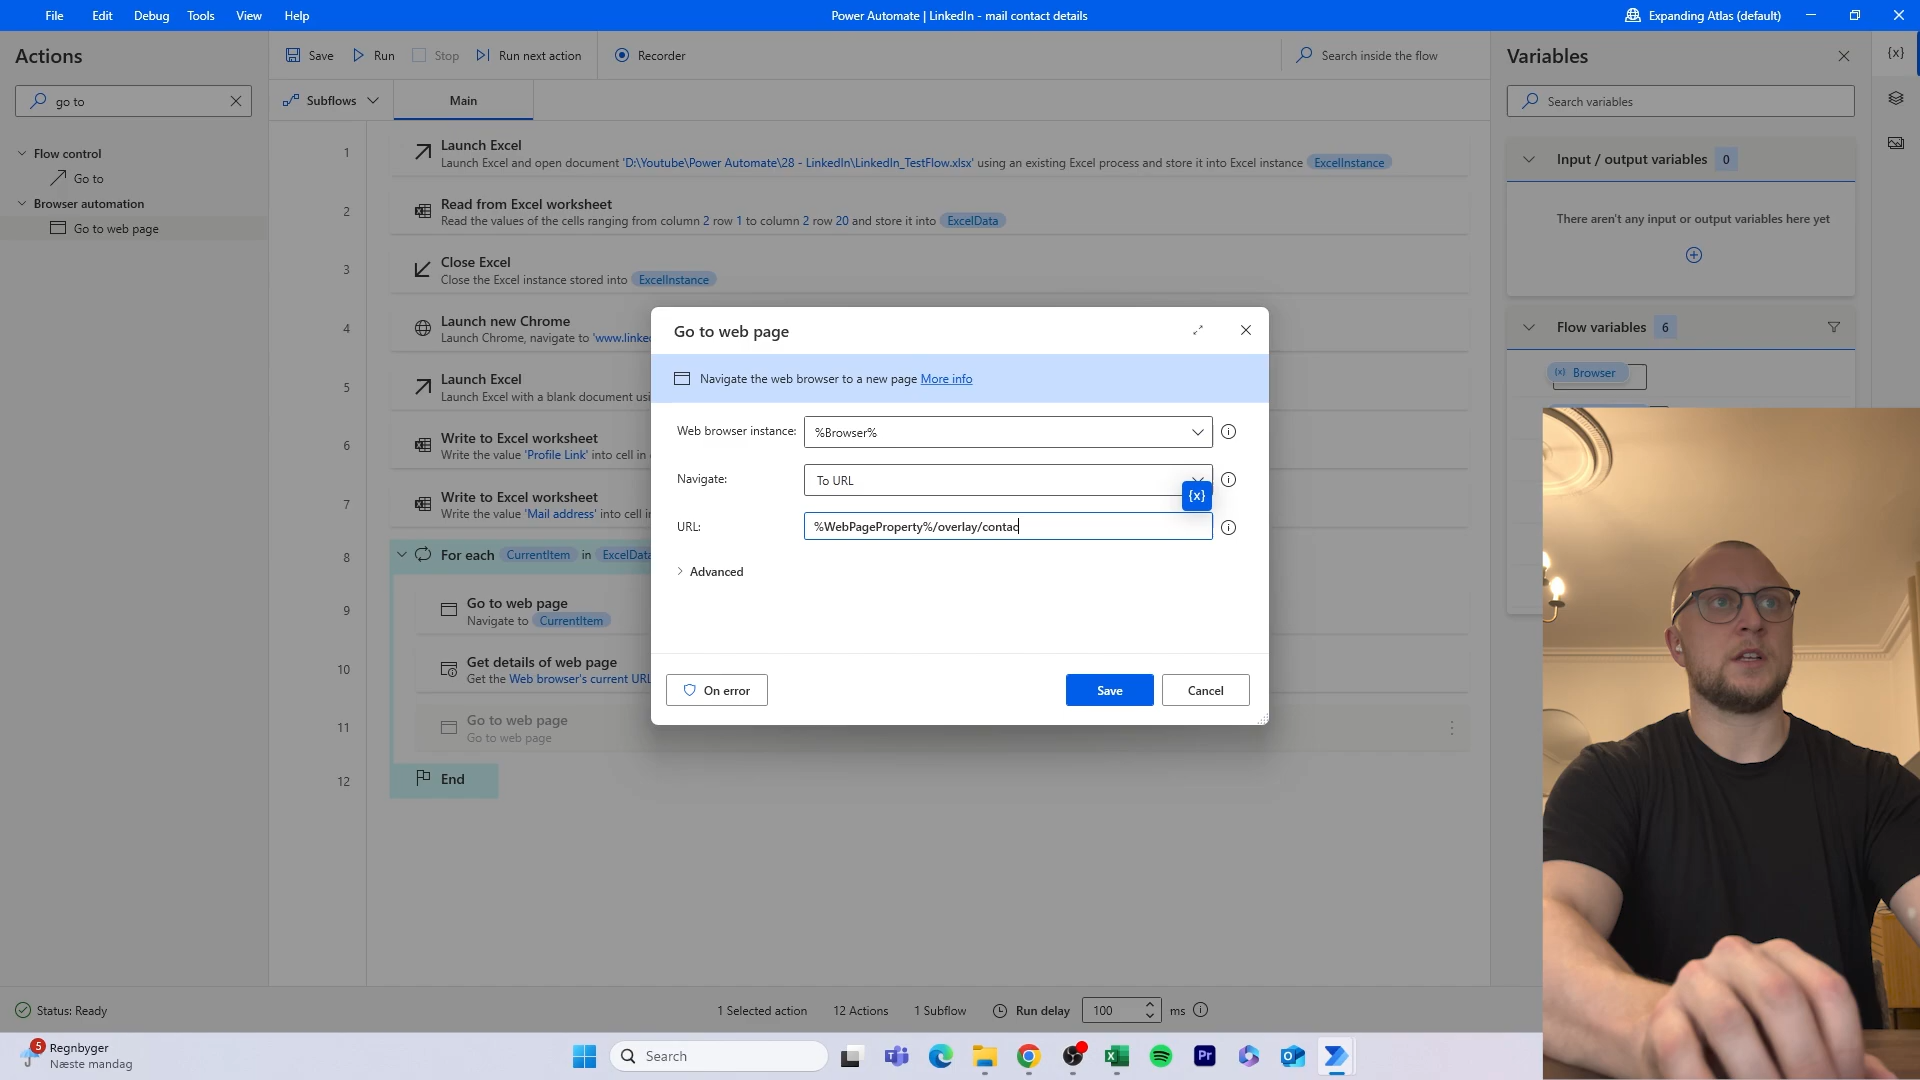 File Edit Debug Tools View Help
Power Automate | LinkedIn - mail contact details
Expanding Atlas (default)
Actions
go to
Flow control
Go to
Browser automation
Go to web page
Save Run Stop Run next action Recorder
Search inside the flow
Subflows Main
1 Launch Excel
Launch Excel and open document 'D:\Youtube\Power Automate\28 - LinkedIn\LinkedIn_TestFlow.xlsx' using an existing Excel process and store it into Excel instance ExcelInstance
2 Read from Excel worksheet
Read the values of the cells ranging from column 2 row 1 to column 2 row 20 and store it into ExcelData
3 Close Excel
Close the Excel instance stored into ExcelInstance
4 Launch new Chrome
Launch Chrome, navigate to 'www.linke
5 Launch Excel
Launch Excel with a blank document usi
6 Write to Excel worksheet
Write the value 'Profile Link' into cell in
7 Write to Excel worksheet
Write the value 'Mail address' into cell in
8 For each CurrentItem in ExcelData
9 Go to web page
Navigate to CurrentItem
10 Get details of web page
Get the Web browser's current URL
11 Go to web page
Go to web page
12 End
Go to web page
Navigate the web browser to a new page More info
Web browser instance: %Browser%
Navigate: To URL
{x}
URL: %WebPageProperty%/overlay/contac
Advanced
On error Save Cancel
Variables
{x}
Search variables
Input / output variables 0
There aren't any input or output variables here yet
Flow variables 6
(x) Browser
Status: Ready
1 Selected action 12 Actions 1 Subflow Run delay 100 ms
5 Regnbyger
Næste mandag
Search
Pr